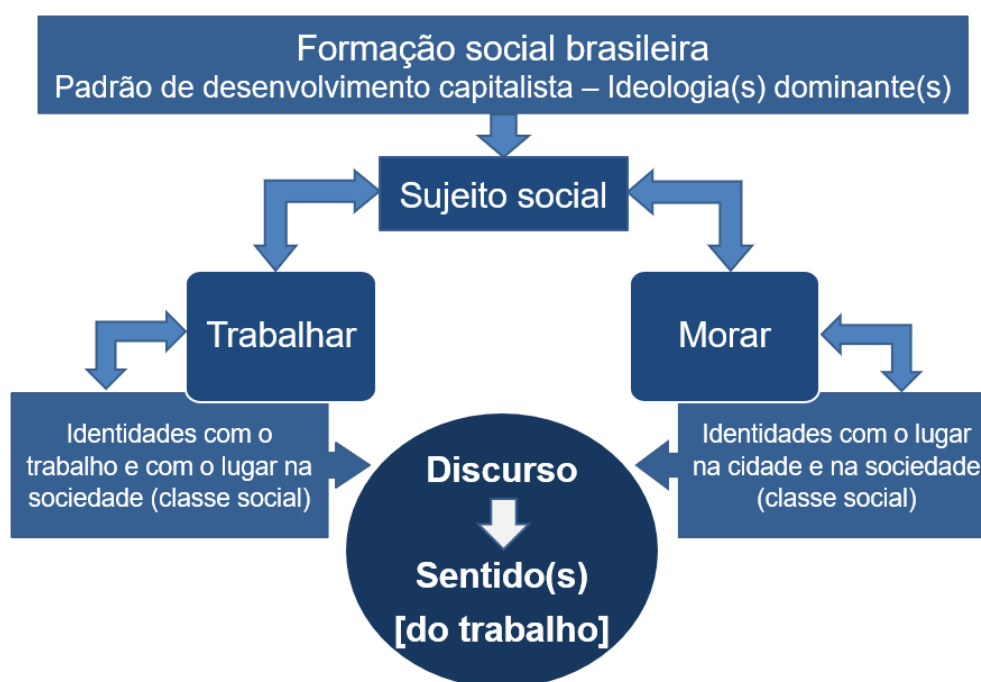 Formação social brasileira
Padrão de desenvolvimento capitalista – Ideologia(s) dominante(s)
Sujeito social
Trabalhar
Morar
Identidades com o
trabalho e com o lugar na
sociedade (classe social)
Identidades com o lugar
na cidade e na sociedade
(classe social)
Discurso
Sentido(s)
[do trabalho]